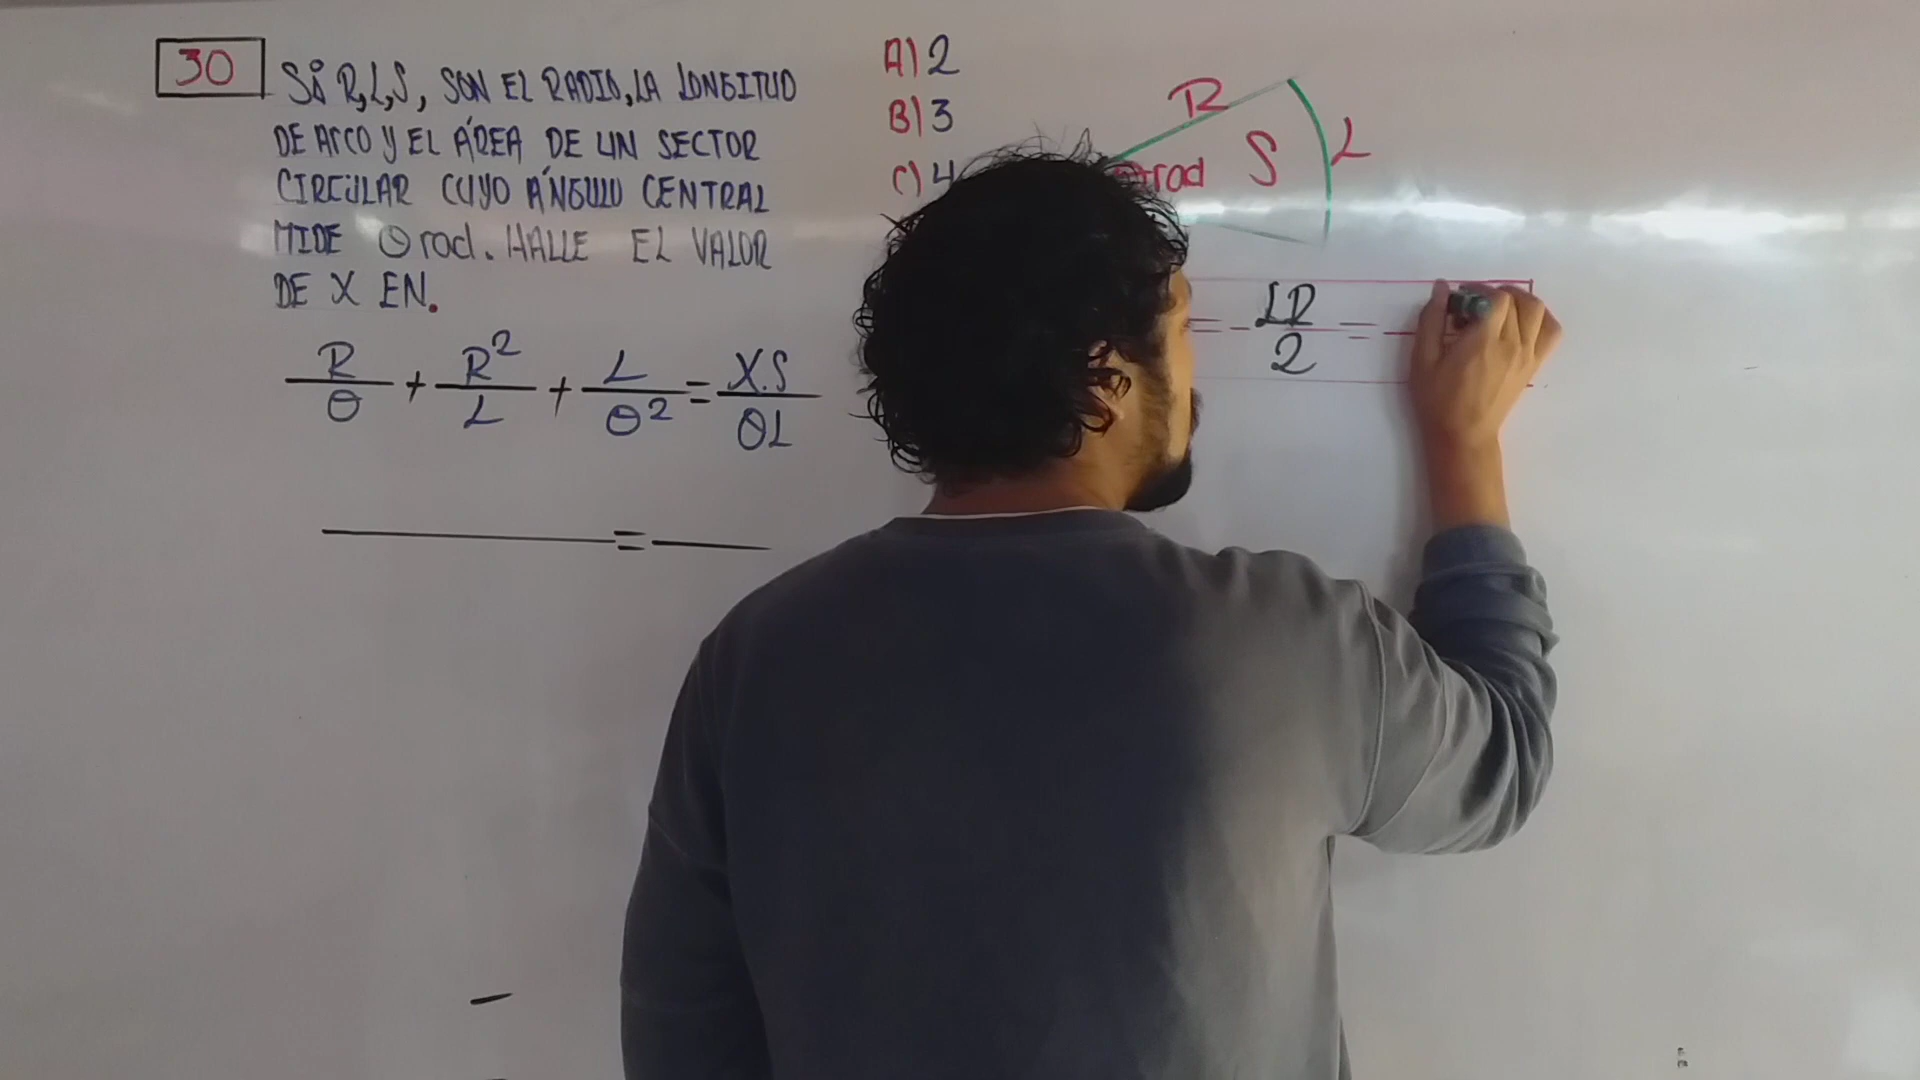 30
Si R,L,S, SON EL RADIO, LA LONGITUD
DE ARCO Y EL ÁREA DE UN SECTOR
CIRCULAR CUYO ÁNGULO CENTRAL
MIDE θ rad. HALLE EL VALOR
DE X EN.
R/θ + R²/L + L/θ² = X.S/θL
=
A) 2
B) 3
C) 4
R
θ rad S L
= LR/2 =